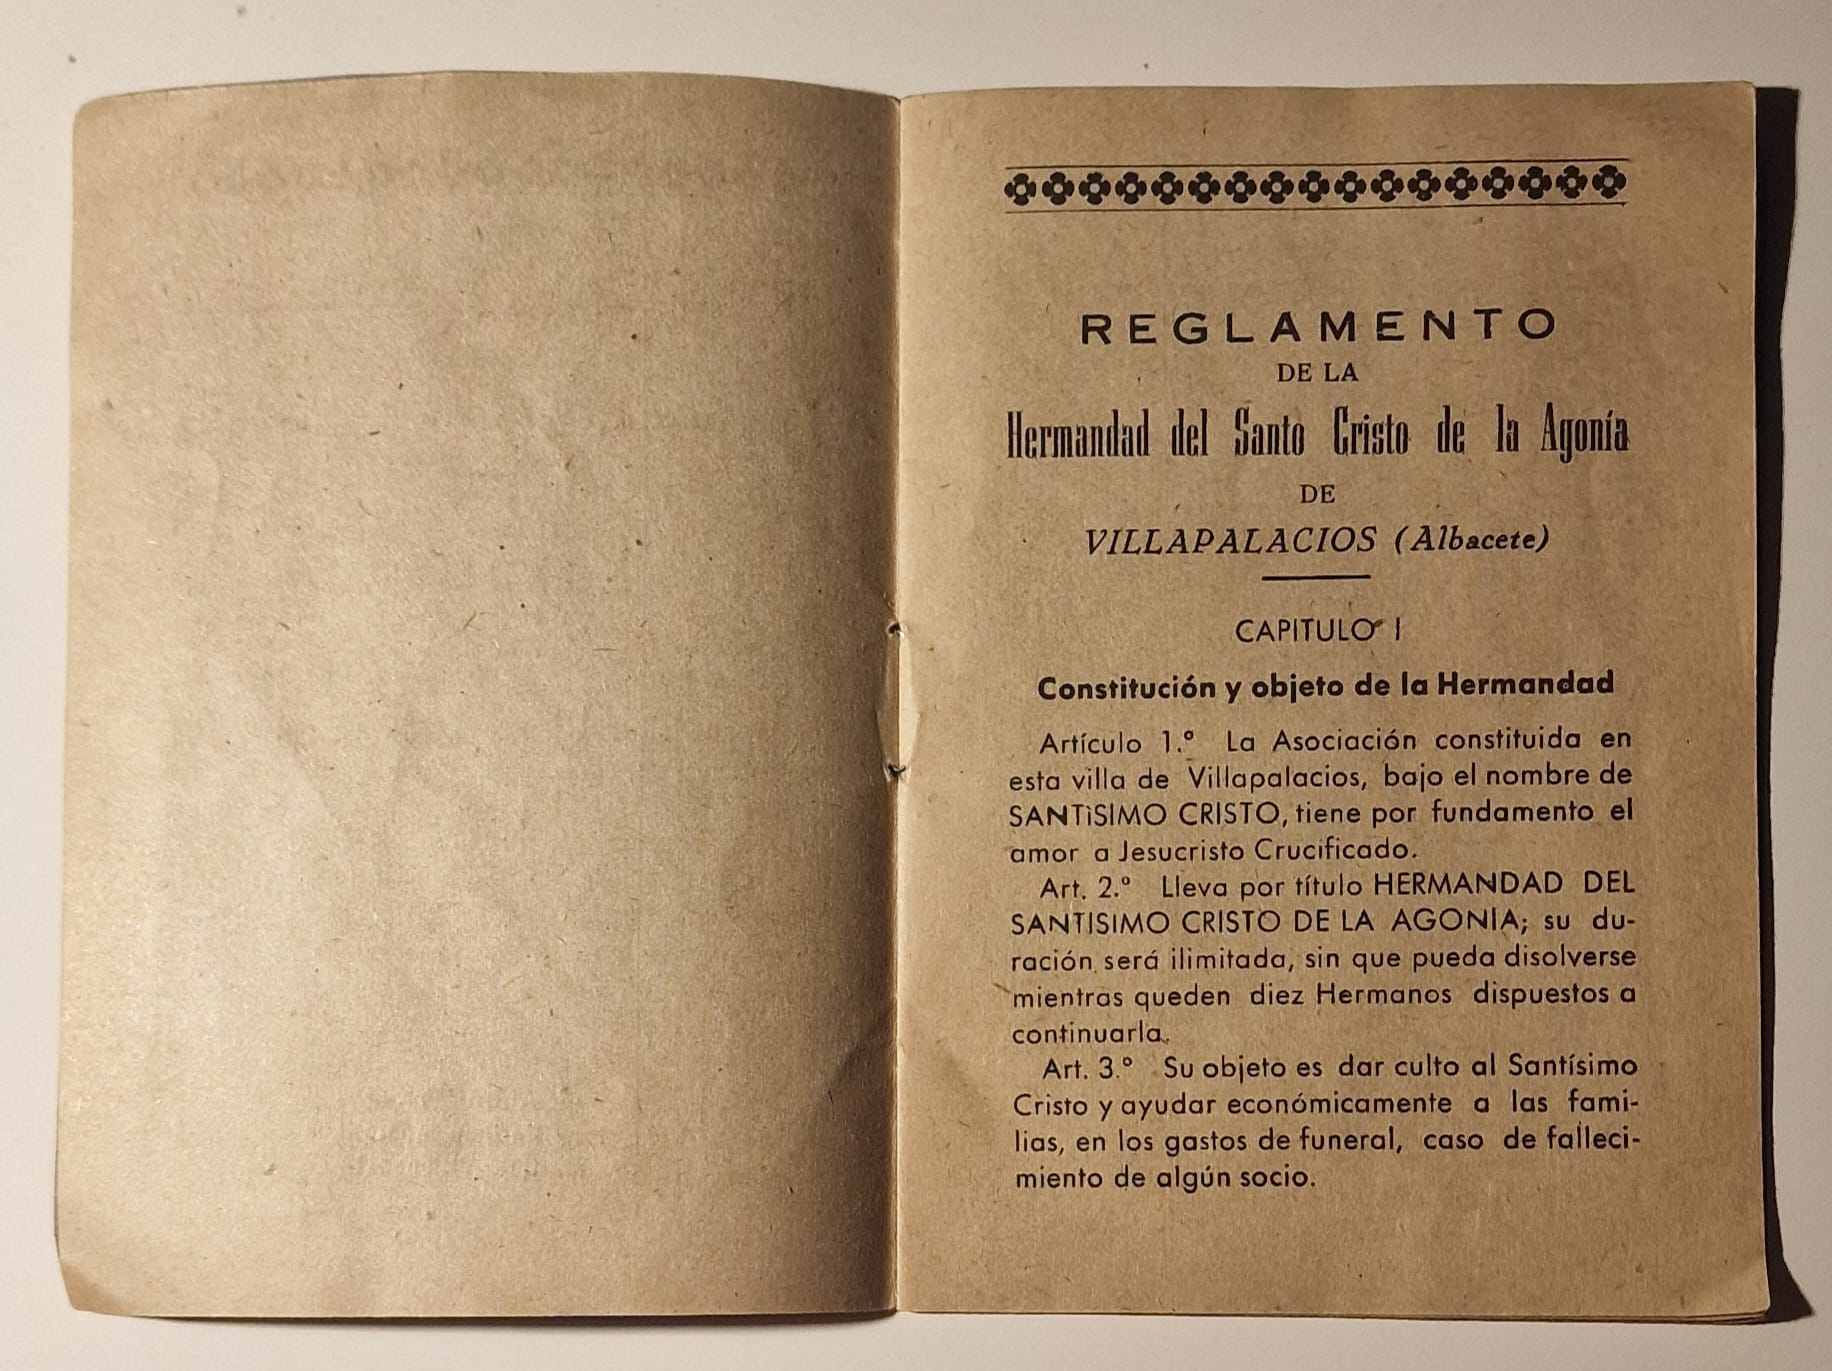 REGLAMENTO
DE LA
Hermandad del Santo Cristo de la Agonía
DE
VILLAPALACIOS (Albacete)
CAPITULO I
Constitución y objeto de la Hermandad
Artículo 1.º La Asociación constituida en
esta villa de Villapalacios, bajo el nombre de
SANTÌSIMO CRISTO, tiene por fundamento el
amor a Jesucristo Crucificado.
Art. 2.º Lleva por título HERMANDAD DEL
SANTISIMO CRISTO DE LA AGONÍA; su du-
ración será ilimitada, sin que pueda disolverse
mientras queden diez Hermanos dispuestos a
continuarla.
Art. 3.º Su objeto es dar culto al Santísimo
Cristo y ayudar económicamente a las fami-
lias, en los gastos de funeral, caso de falleci-
miento de algún socio.